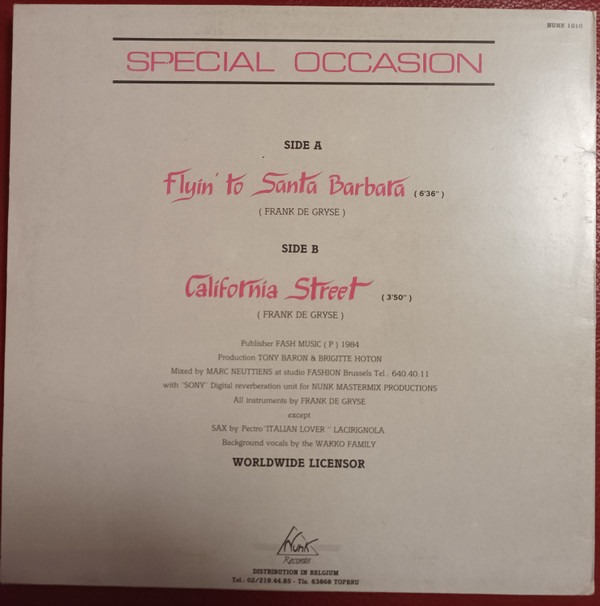 NUNK 1010
SPECIAL OCCASION
SIDE A
Flyin' to Santa Barbara ( 6'36" )
( FRANK DE GRYSE )
SIDE B
California Street ( 3'50" )
( FRANK DE GRYSE )
Publisher FASH MUSIC ( P ) 1984
Production TONY BARON & BRIGITTE HOTON
Mixed by MARC NEUTTIENS at studio FASHION Brussels Tel.: 640.40.11
with "SONY" Digital reverberation unit for NUNK MASTERMIX PRODUCTIONS
All instruments by FRANK DE GRYSE
except
SAX by Pectro "ITALIAN LOVER" LACIRIGNOLA
Background vocals by the WAKKO FAMILY
WORLDWIDE LICENSOR
Nunk
Records
DISTRIBUTION IN BELGIUM
Tel. 02/219.44.85 - Tlx. 63868 TOPERU